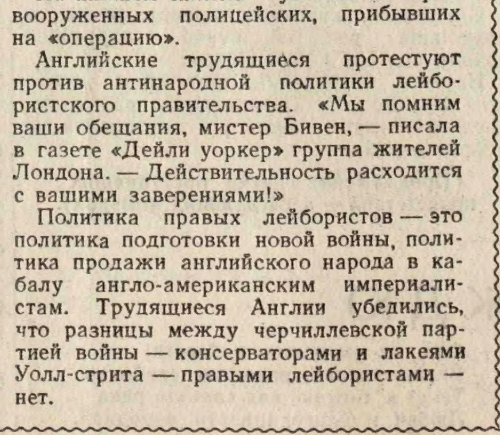 вооруженных полицейских, прибывших
на «операцию».
Английские трудящиеся протестуют
против антинародной политики лейбо-
ристского правительства. «Мы помним
ваши обещания, мистер Бивен, — писала
в газете «Дейли уоркер» группа жителей
Лондона. — Действительность расходится
с вашими заверениями!»
Политика правых лейбористов — это
политика подготовки новой войны, поли-
тика продажи английского народа в ка-
балу англо-американским империали-
стам. Трудящиеся Англии убедились,
что разницы между черчиллевской пар-
тией войны — консерваторами и лакеями
Уолл-стрита — правыми лейбористами —
нет.